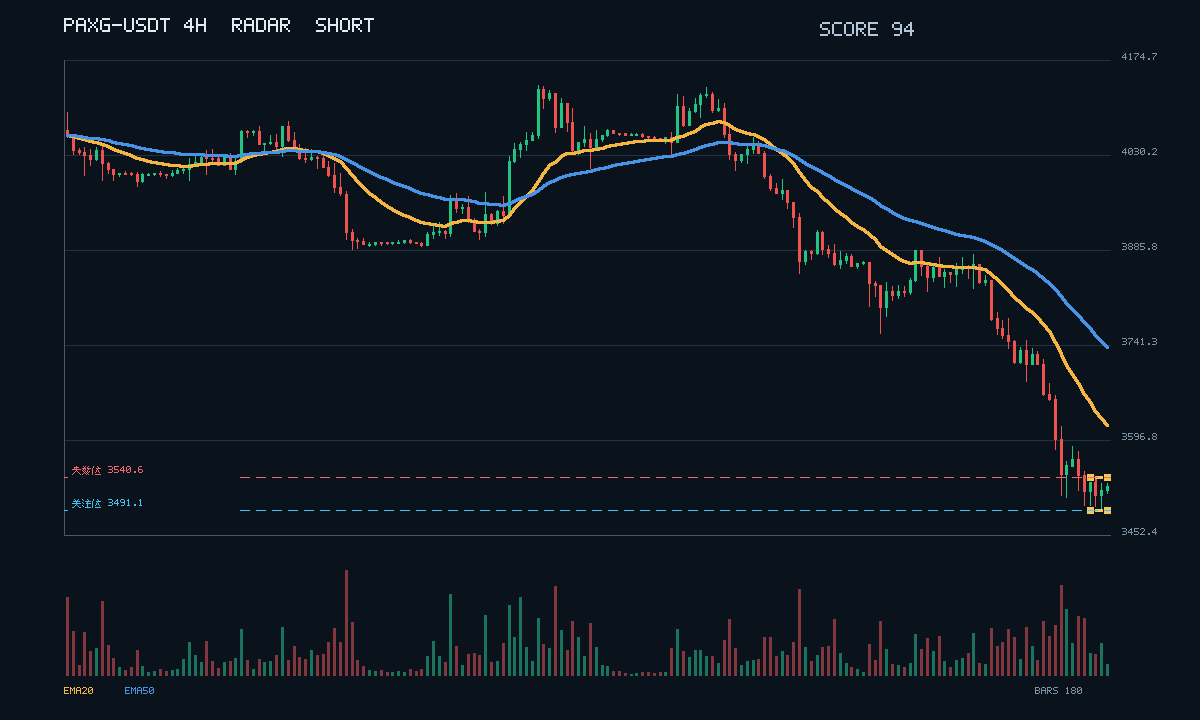 PAXG-USDT 4H  RADAR  SHORT
SCORE 94
4174.7
4030.2
3885.8
3741.3
3596.8
失效位 3540.6
关注位 3491.1
3452.4
EMA20
EMA50
BARS 180